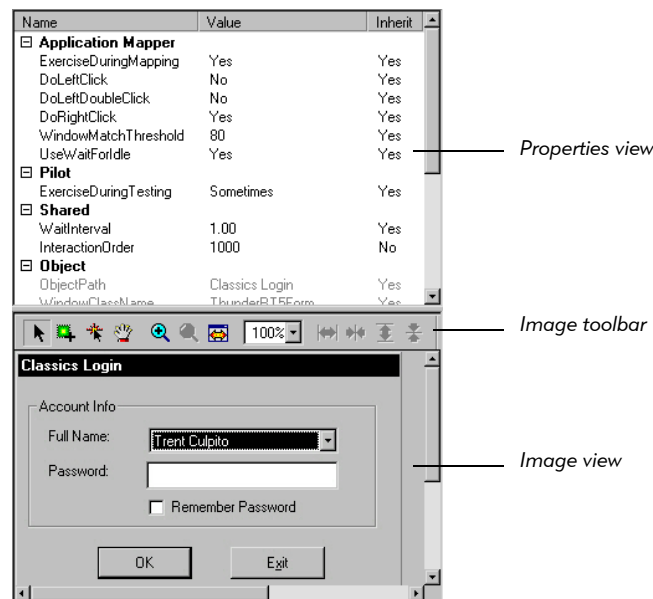 Name Value Inherit
Application Mapper
ExerciseDuringMapping Yes Yes
DoLeftClick No Yes
DoLeftDoubleClick No Yes
DoRightClick Yes Yes
WindowMatchThreshold 80 Yes
UseWaitForIdle Yes Yes
Properties view
Pilot
ExerciseDuringTesting Sometimes Yes
Shared
WaitInterval 1.00 Yes
InteractionOrder 1000 No
Object
ObjectPath Classics Login Yes
WindowClassName ThunderRT5Form Yes
100%
Image toolbar
Classics Login
Account Info
Full Name: Trent Culpito
Image view
Password:
Remember Password
OK Exit